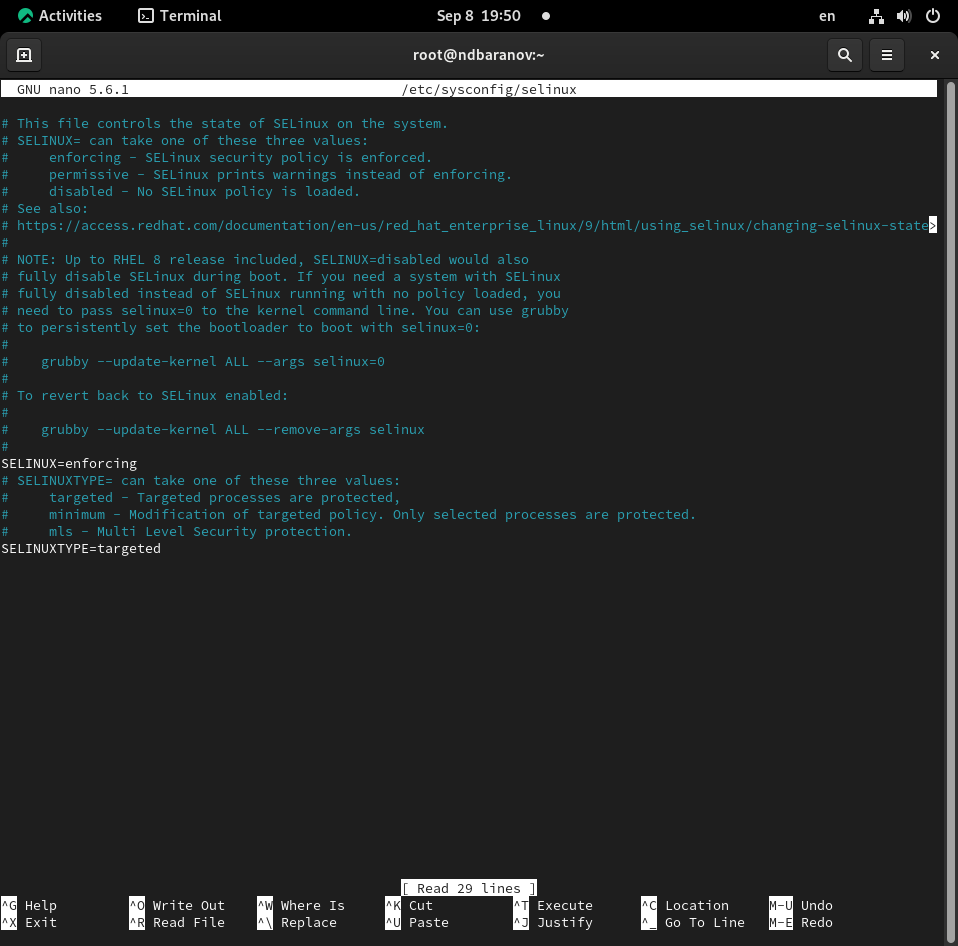 Activities Terminal Sep 8 19:50 en
root@ndbaranov:~
GNU nano 5.6.1 /etc/sysconfig/selinux
# This file controls the state of SELinux on the system.
# SELINUX= can take one of these three values:
#     enforcing - SELinux security policy is enforced.
#     permissive - SELinux prints warnings instead of enforcing.
#     disabled - No SELinux policy is loaded.
# See also:
# https://access.redhat.com/documentation/en-us/red_hat_enterprise_linux/9/html/using_selinux/changing-selinux-state>
#
# NOTE: Up to RHEL 8 release included, SELINUX=disabled would also
# fully disable SELinux during boot. If you need a system with SELinux
# fully disabled instead of SELinux running with no policy loaded, you
# need to pass selinux=0 to the kernel command line. You can use grubby
# to persistently set the bootloader to boot with selinux=0:
#
#    grubby --update-kernel ALL --args selinux=0
#
# To revert back to SELinux enabled:
#
#    grubby --update-kernel ALL --remove-args selinux
#
SELINUX=enforcing
# SELINUXTYPE= can take one of these three values:
#     targeted - Targeted processes are protected,
#     minimum - Modification of targeted policy. Only selected processes are protected.
#     mls - Multi Level Security protection.
SELINUXTYPE=targeted
[ Read 29 lines ]
^G Help ^O Write Out ^W Where Is ^K Cut ^T Execute ^C Location M-U Undo
^X Exit ^R Read File ^\ Replace ^U Paste ^J Justify ^_ Go To Line M-E Redo